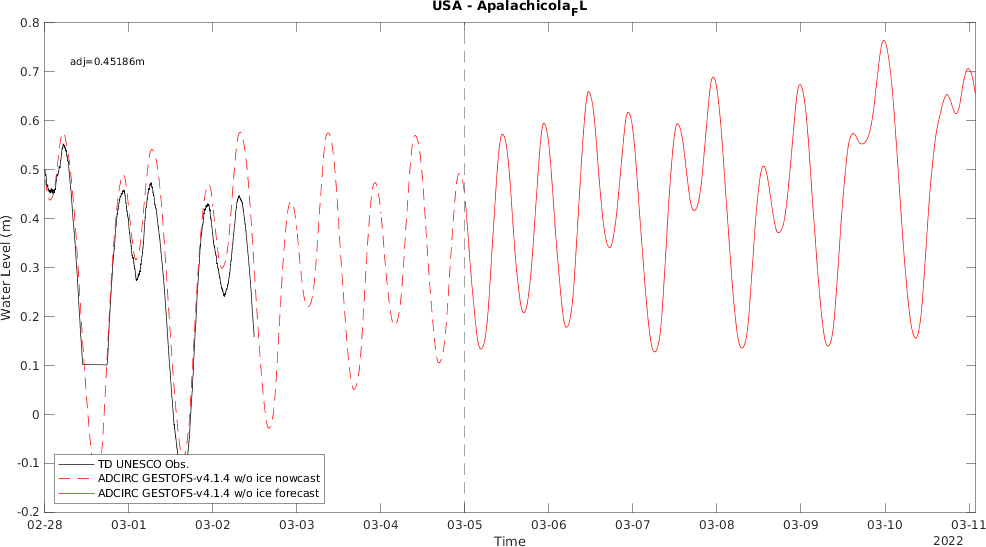 USA - Apalachicola_FL
adj=0.45186m
Water Level (m)
0.8
0.7
0.6
0.5
0.4
0.3
0.2
0.1
0
-0.1
-0.2
TD UNESCO Obs.
ADCIRC GESTOFS-v4.1.4 w/o ice nowcast
ADCIRC GESTOFS-v4.1.4 w/o ice forecast
02-28 03-01 03-02 03-03 03-04 03-05 03-06 03-07 03-08 03-09 03-10 03-11
Time
2022